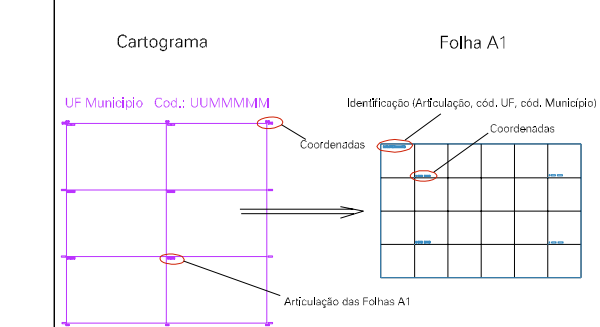 Cartograma
Folha A1
UF Municipio Cod.: UUMMMMM
Identificação (Articulação, cód. UF, cód. Município)
Coordenadas
Coordenadas
Articulação das Folhas A1